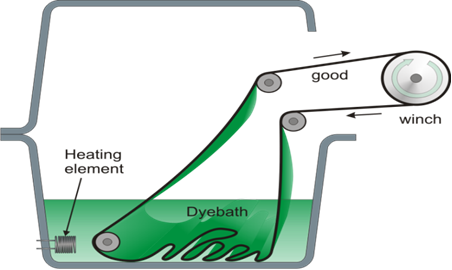 good
winch
Heating
element
Dyebath